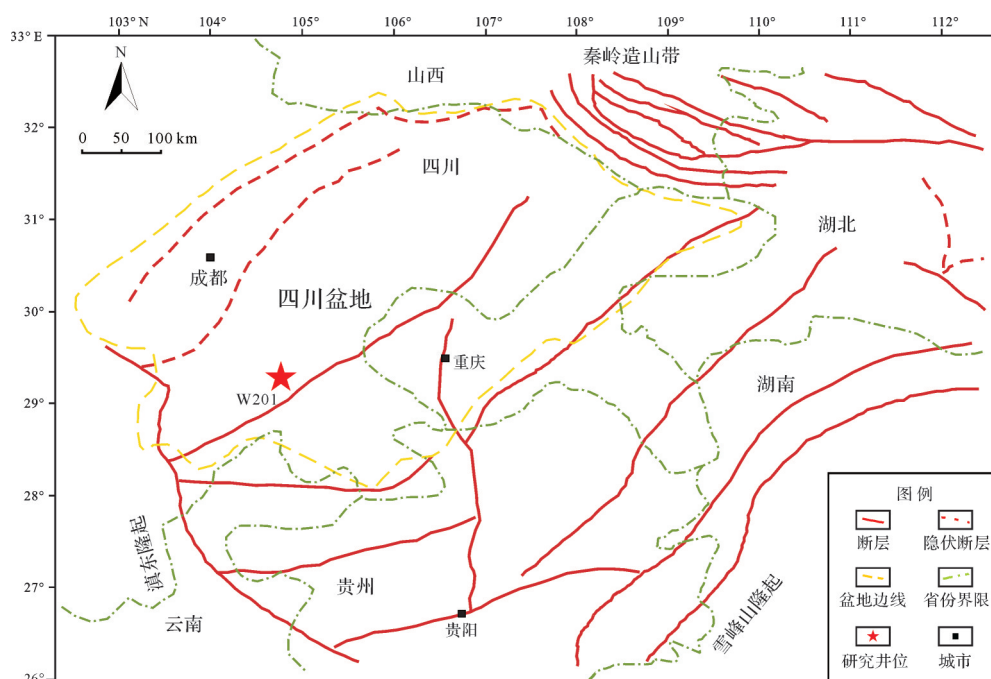 103° N 104° 105° 106° 107° 108° 109° 110° 111° 112° E
33° E
N
山西
秦岭造山带
0 50 100 km
32°
四川
31°
湖北
成都
四川盆地
30°
重庆
湖南
W201
29°
28°
图 例
断层 隐伏断层
滇东隆起
27°
贵州
盆地边线 省份界限
云南
贵阳
雪峰山隆起
研究井位 城市
26°